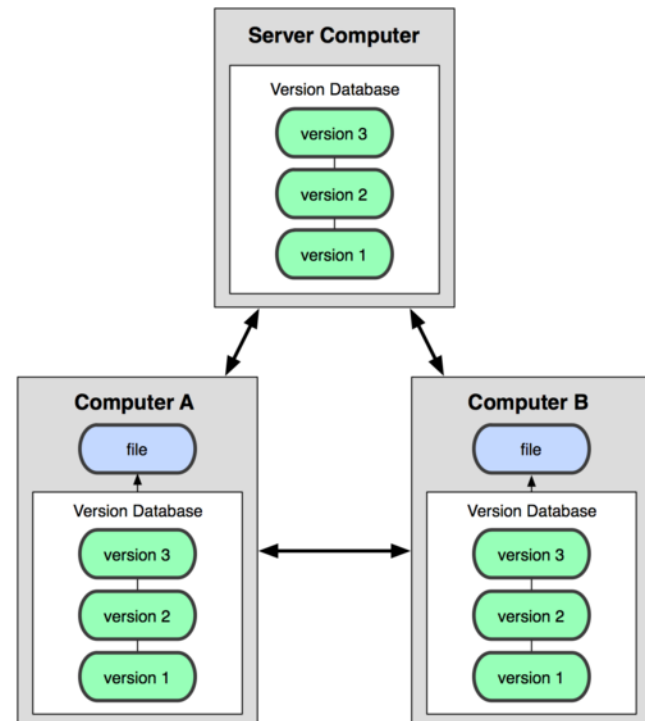 Server Computer
Version Database
version 3
version 2
version 1
Computer A
file
Version Database
version 3
version 2
version 1
Computer B
file
Version Database
version 3
version 2
version 1